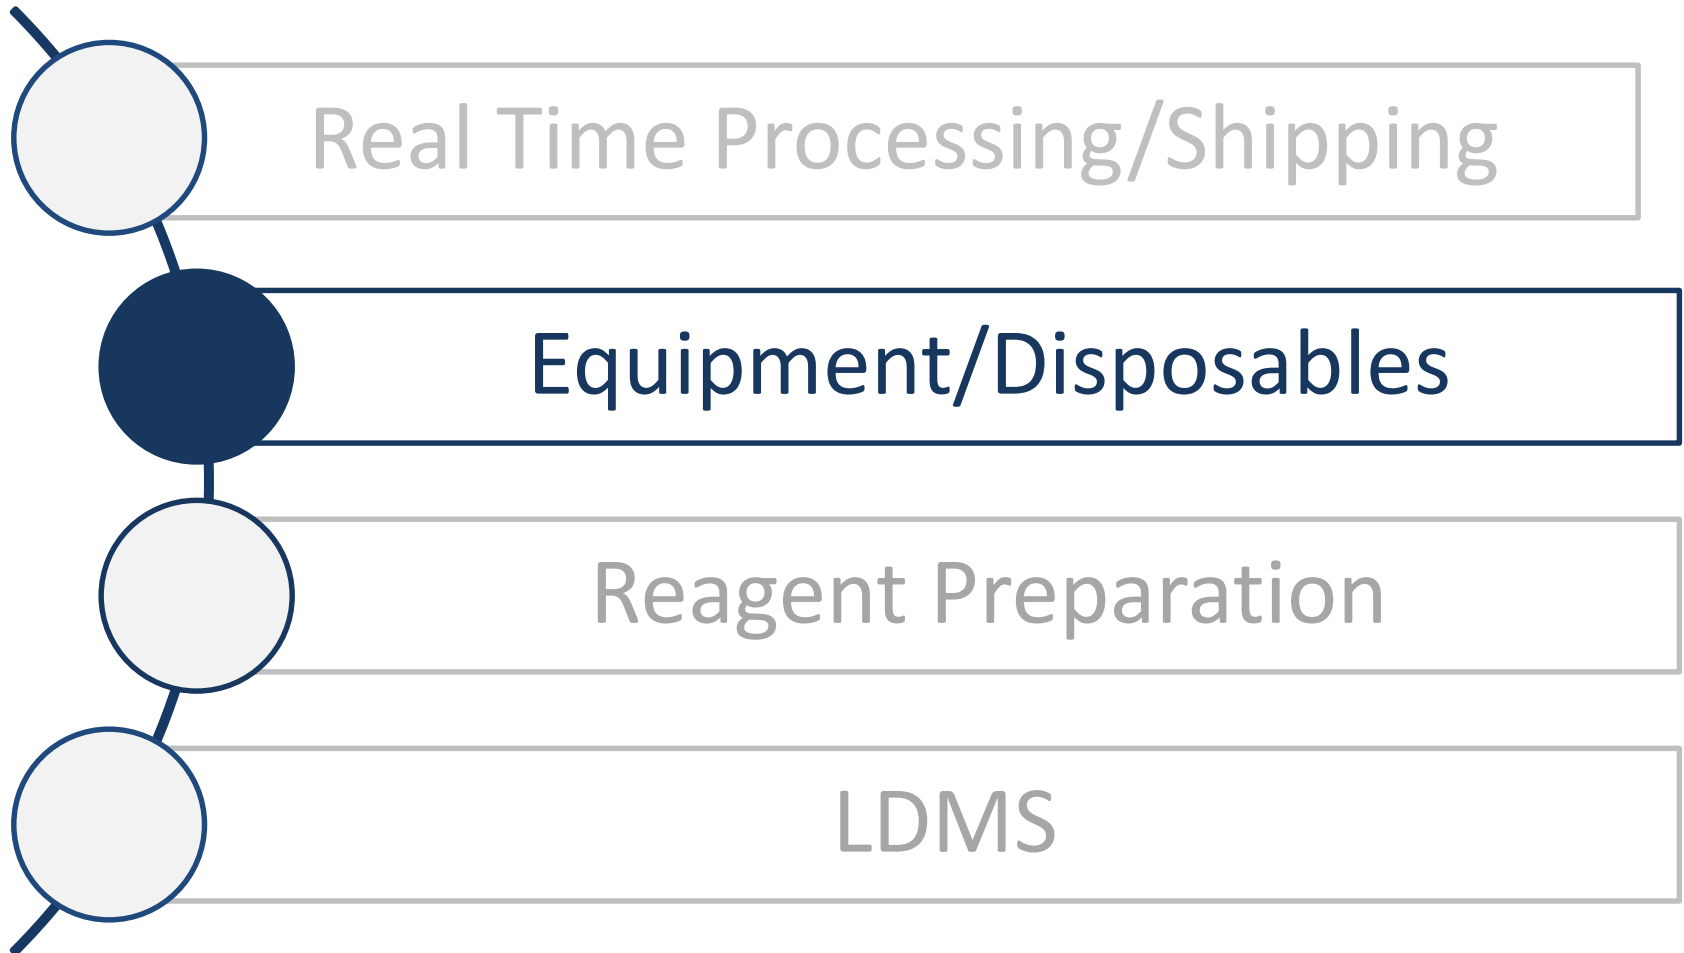 Real Time Processing/Shipping
Equipment/Disposables
Reagent Preparation
LDMS